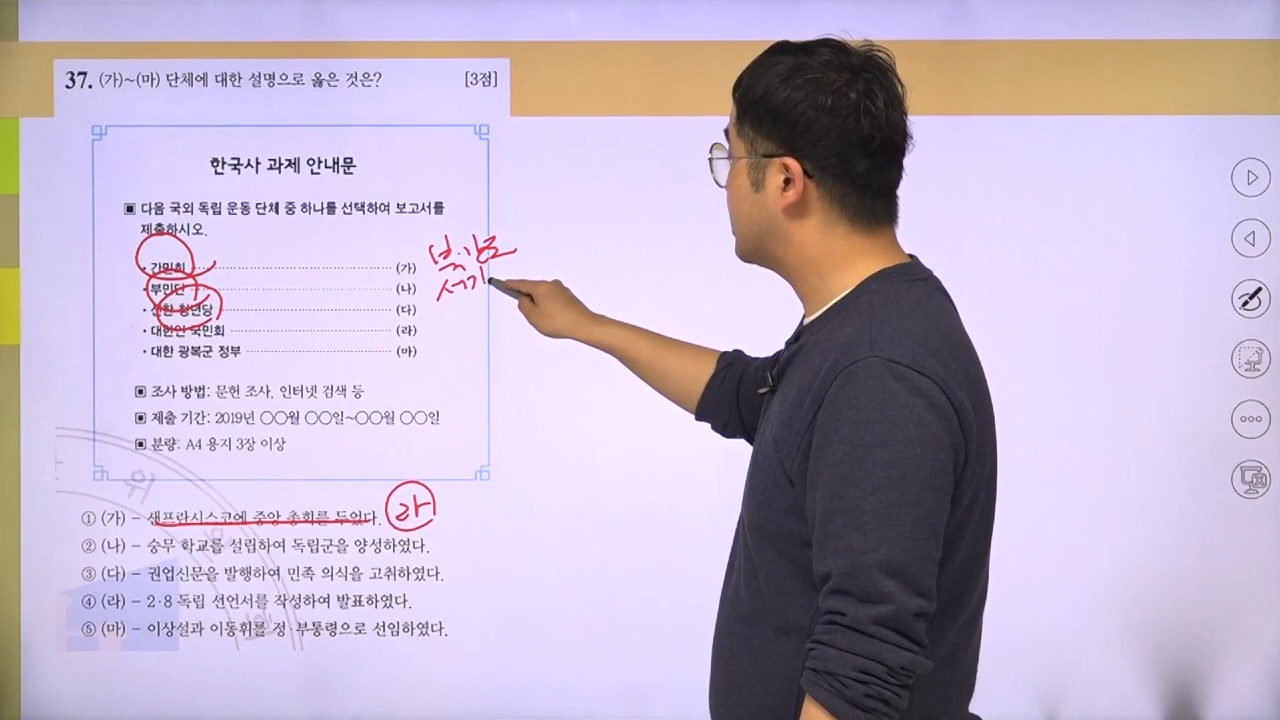 37. (가)~(마) 단체에 대한 설명으로 옳은 것은? [3점]
한국사 과제 안내문
▣ 다음 국외 독립 운동 단체 중 하나를 선택하여 보고서를
제출하시오.
· 간민회 (가)
· 부민단 (나)
· 신한 청년당 (다)
· 대한인 국민회 (라)
· 대한 광복군 정부 (마)
북간도
서기
▣ 조사 방법: 문헌 조사, 인터넷 검색 등
▣ 제출 기간: 2019년 ○○월 ○○일~○○월 ○○일
▣ 분량: A4 용지 3장 이상
① (가) - 샌프란시스코에 중앙 총회를 두었다. 라
② (나) - 숭무 학교를 설립하여 독립군을 양성하였다.
③ (다) - 권업신문을 발행하여 민족 의식을 고취하였다.
④ (라) - 2·8 독립 선언서를 작성하여 발표하였다.
⑤ (마) - 이상설과 이동휘를 정·부통령으로 선임하였다.